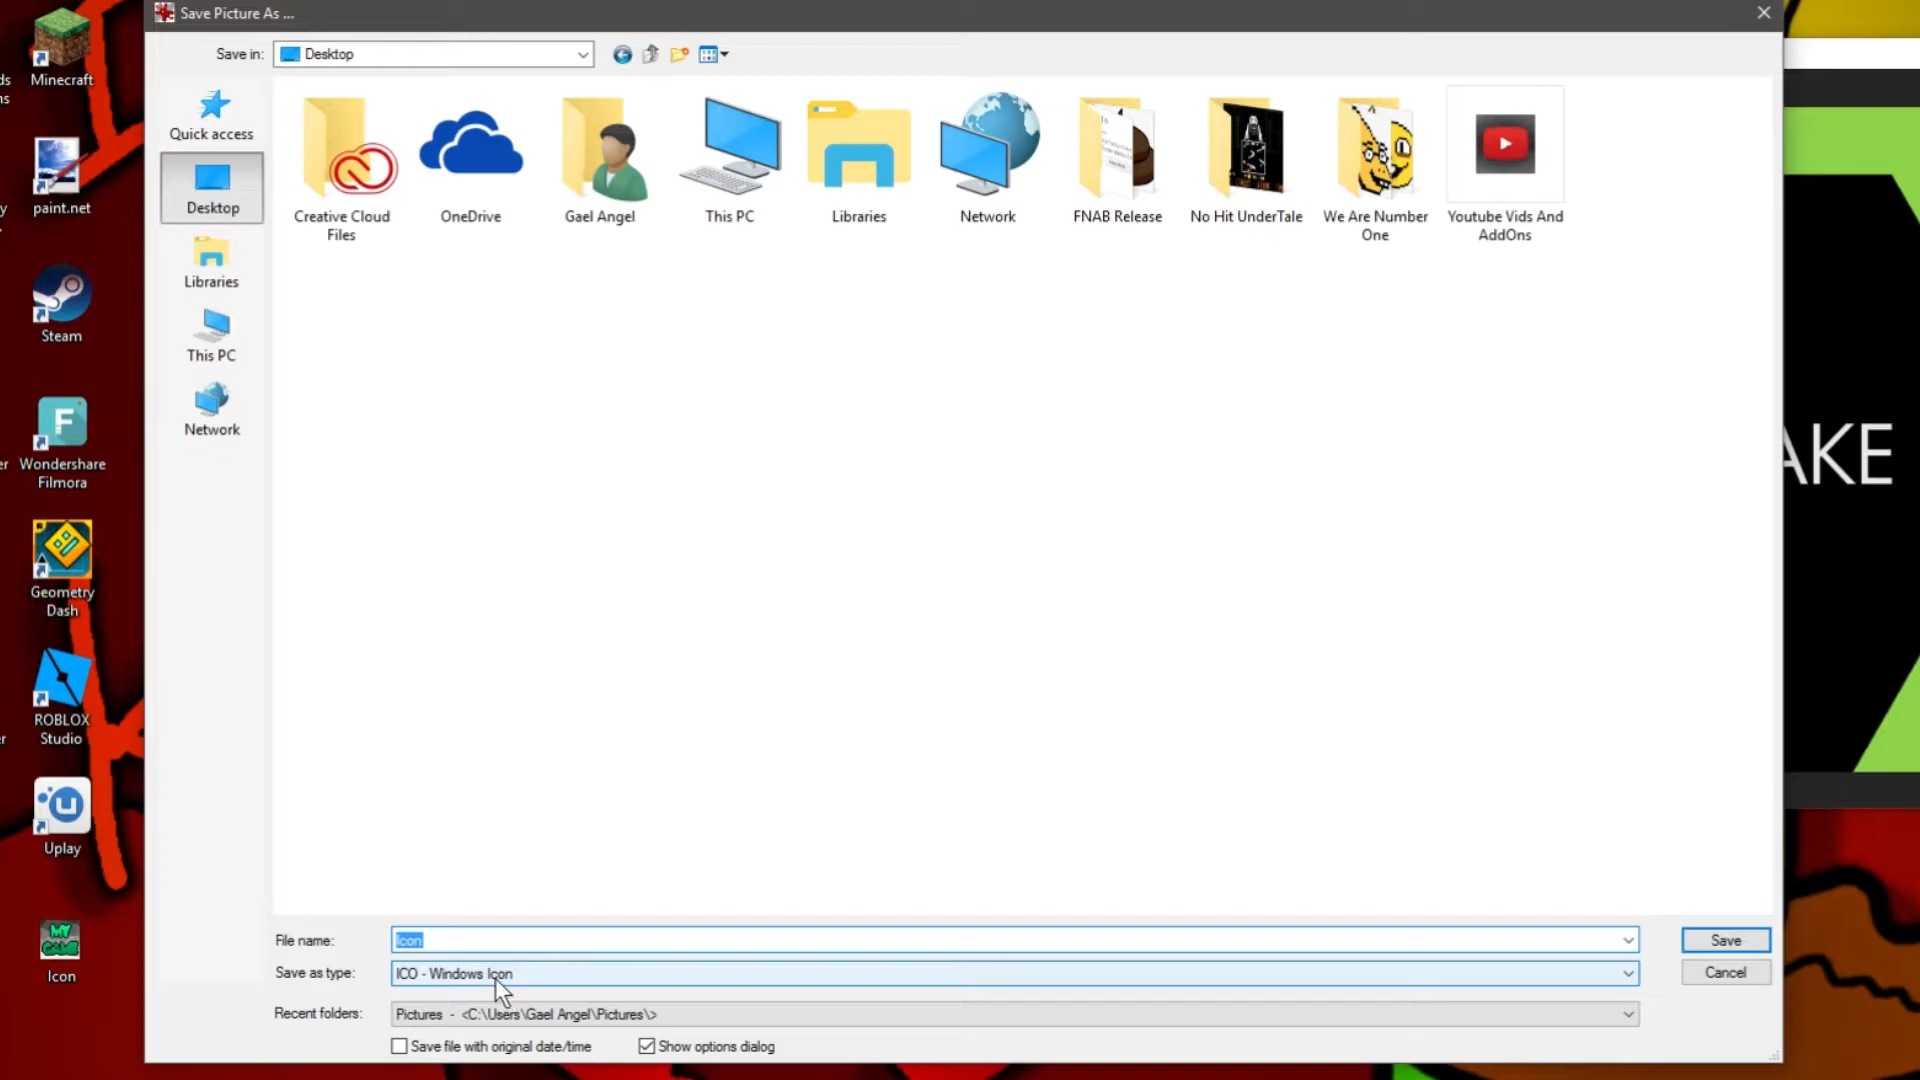 Save Picture As ...
Save in:
Desktop
Quick access
Desktop
Libraries
This PC
Network
Creative Cloud
Files
OneDrive
Gael Angel
This PC
Libraries
Network
FNAB Release
No Hit UnderTale
We Are Number
One
Youtube Vids And
AddOns
File name:
Icon
Save
Save as type:
ICO - Windows Icon
Cancel
Recent folders:
Pictures - <C:\Users\Gael Angel\Pictures\>
Save file with original date/time
Show options dialog
Minecraft
paint.net
Steam
F
Wondershare
Filmora
Geometry
Dash
ROBLOX
Studio
Uplay
MY
GAME
Icon
AKE